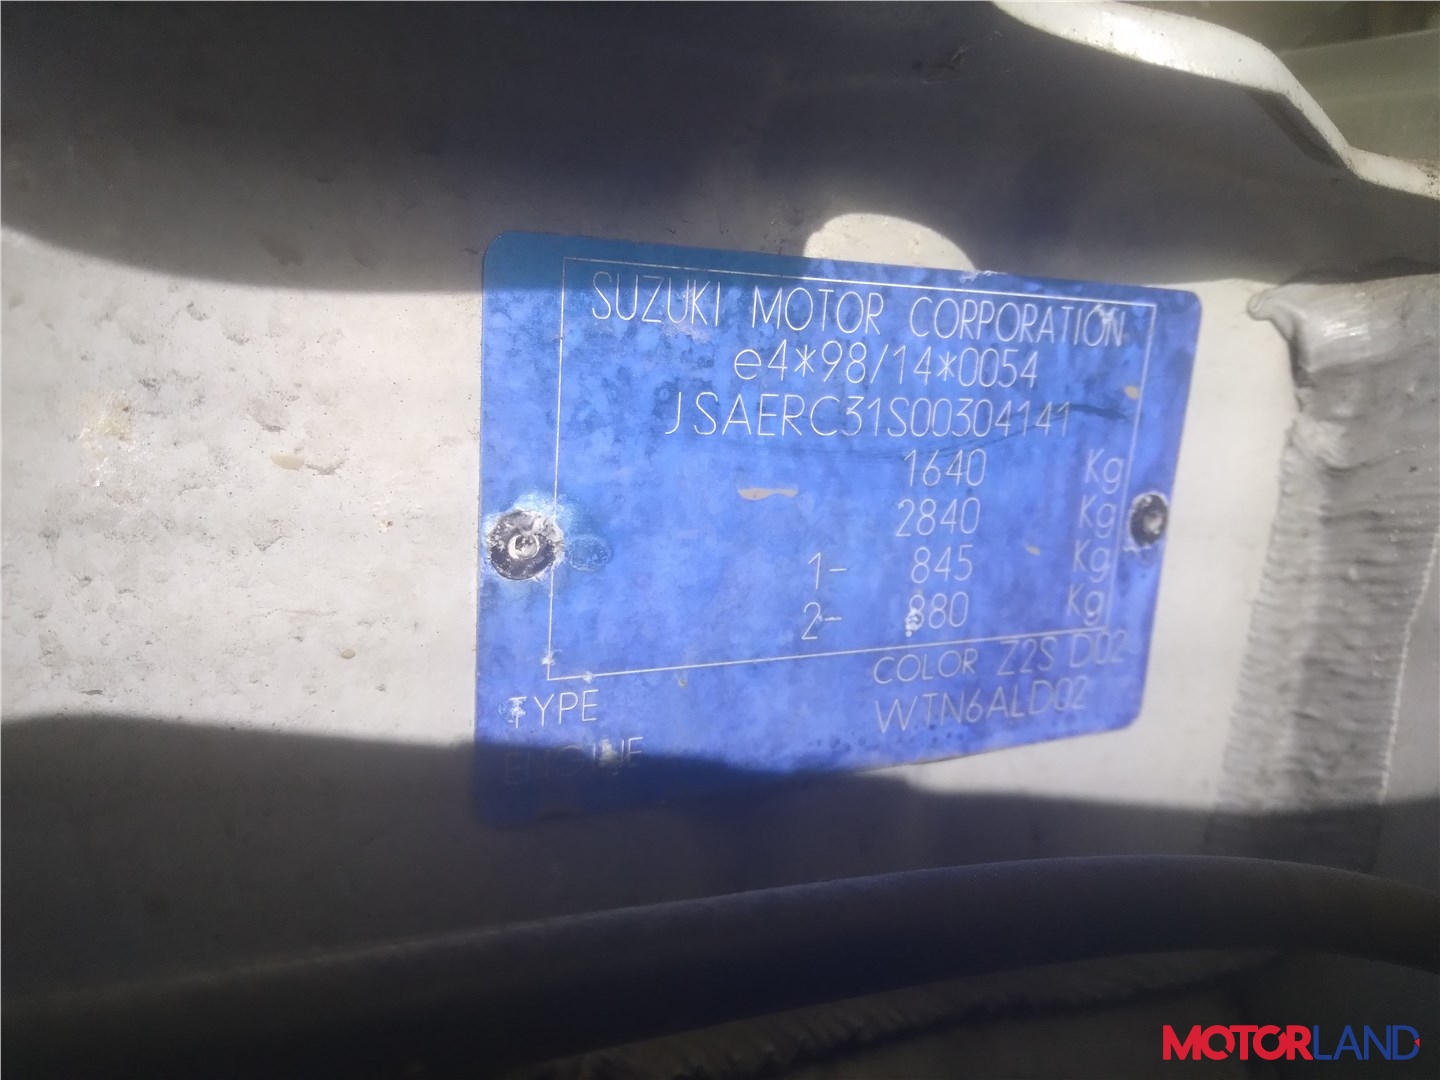 SUZUKI MOTOR CORPORATION
e4*98/14*0054
JSAERC31S00304141
1640 Kg
2840 Kg
1- 845 Kg
2- 880 Kg
COLOR Z2S D02
TYPE WTN6ALD02
ENGINE
MOTORLAND